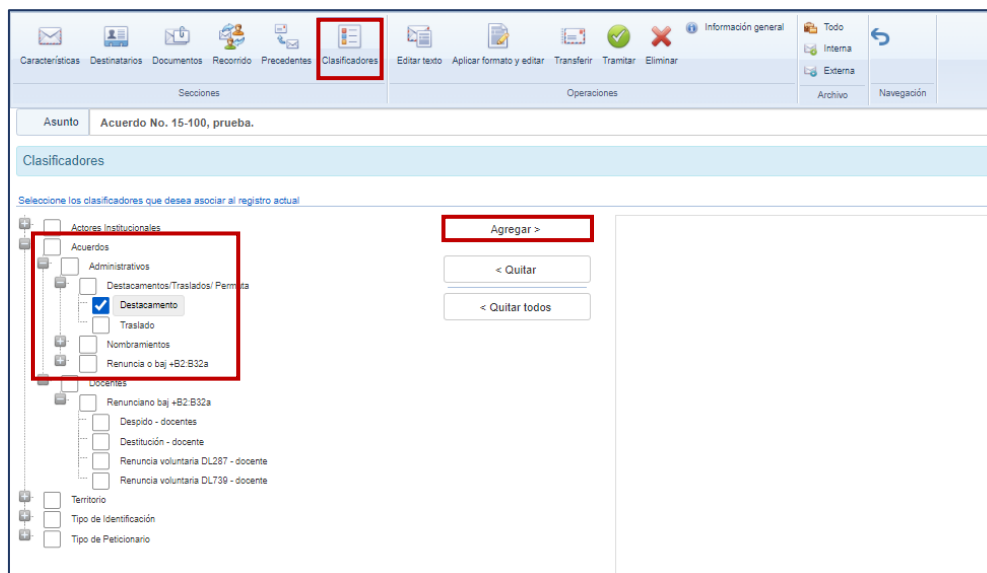 Características Destinatarios Documentos Recorrido Precedentes Clasificadores Editar texto Aplicar formato y editar Transferir Tramitar Eliminar Información general Todo
Interna
Externa
Secciones Operaciones Archivo Navegación
Asunto Acuerdo No. 15-100, prueba.
Clasificadores
Seleccione los clasificadores que desea asociar al registro actual
Actores Institucionales
Acuerdos
Administrativos
Destacamentos/Traslados/ Permuta
Destacamento
Traslado
Nombramientos
Renuncia o baj +B2:B32a
Docentes
Renunciano baj +B2:B32a
Despido - docentes
Destitución - docente
Renuncia voluntaria DL287 - docente
Renuncia voluntaria DL739 - docente
Territorio
Tipo de Identificación
Tipo de Peticionario
Agregar >
< Quitar
< Quitar todos